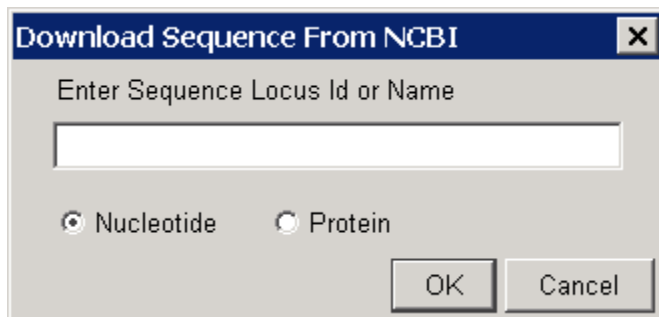 Download Sequence From NCBI
Enter Sequence Locus Id or Name
Nucleotide Protein
OK Cancel